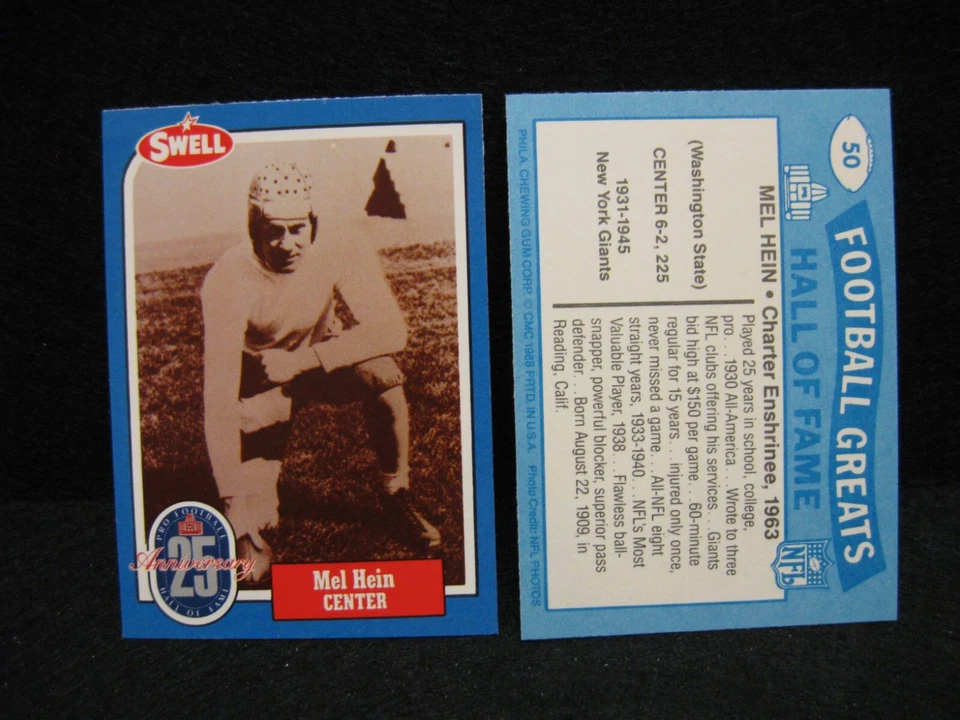 SWELL
PRO FOOTBALL
25
Anniversary
HALL OF FAME
Mel Hein
CENTER
50
FOOTBALL GREATS
HALL OF FAME
NFL
MEL HEIN • Charter Enshrinee, 1963
(Washington State)
CENTER 6-2, 225
1931-1945
New York Giants
Played 25 years in school, college,
pro. . .1930 All-America. . .Wrote to three
NFL clubs offering his services. . .Giants
bid high at $150 per game. . .60-minute
regular for 15 years. . .injured only once,
never missed a game. . .All-NFL eight
straight years, 1933-1940. . .NFL's Most
Valuable Player, 1938. . .Flawless ball-
snapper, powerful blocker, superior pass
defender. . .Born August 22, 1909, in
Reading, Calif.
PHILA. CHEWING GUM CORP. © CMC 1988 PRTD. IN U.S.A. Photo Credit: NFL PHOTOS